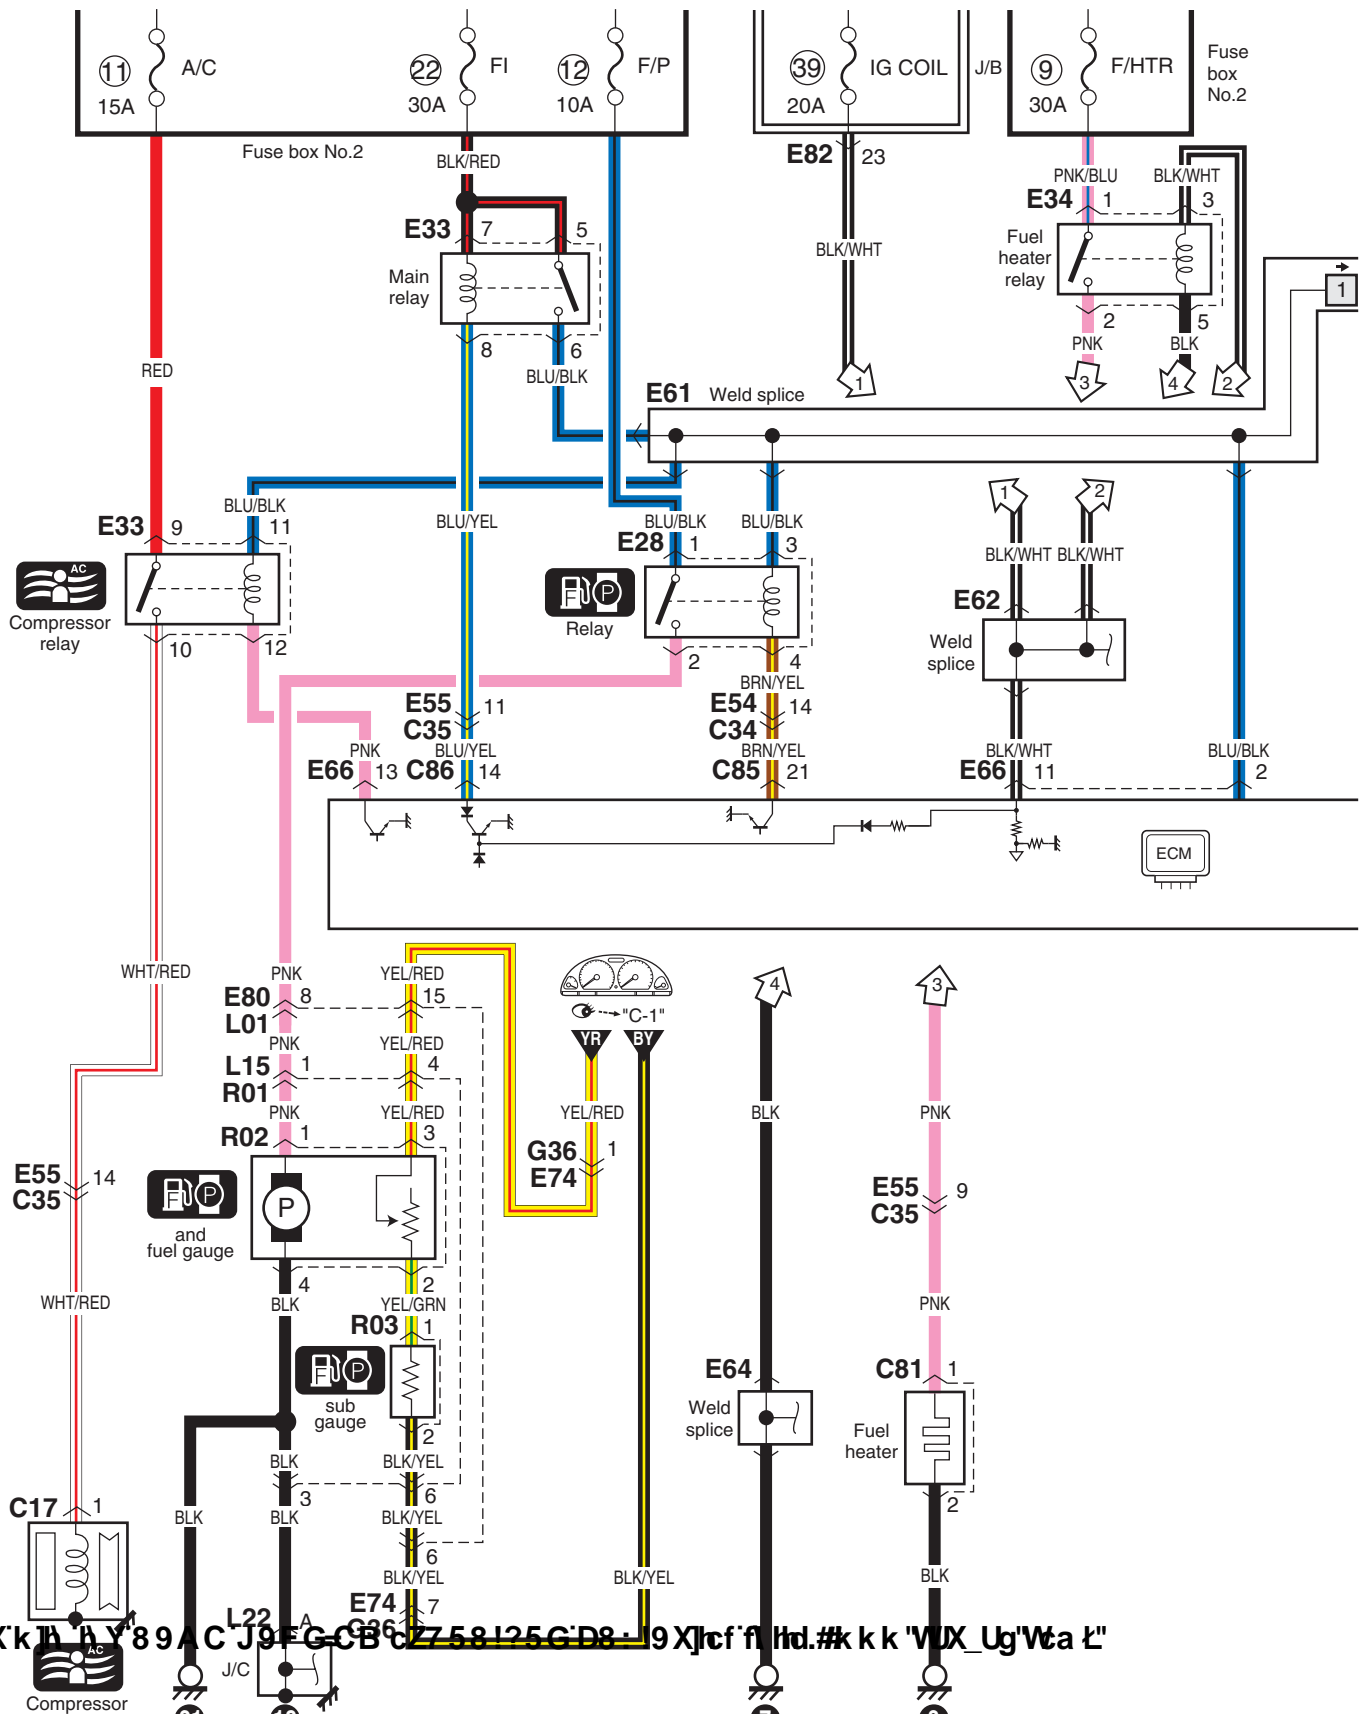 11 A/C 15A
22 FI 30A
12 F/P 10A
39 IG COIL 20A
J/B
9 F/HTR 30A
Fuse box No.2
Fuse box No.2
BLK/RED
E82 23
PNK/BLU BLK/WHT
E34 1 3
E33 7 5
BLK/WHT
Fuel heater relay
Main relay
1
2 5
8 6
PNK BLK
RED
BLU/BLK
1 3 4 2
E61 Weld splice
1 2
BLU/BLK
BLU/YEL
BLU/BLK BLU/BLK
E33 9 11
E28 1 3
BLK/WHT BLK/WHT
AC
Compressor relay
F P
Relay
E62
Weld splice
10 12
2 4
BRN/YEL
E55 11
C35
E54 14
C34
PNK BLU/YEL BRN/YEL BLK/WHT BLU/BLK
E66 13 C86 14 C85 21 E66 11 2
ECM
WHT/RED PNK YEL/RED
4 3
E80 8 15
L01
"C-1"
YR BY
PNK YEL/RED
L15 1 4
R01
PNK YEL/RED YEL/RED BLK PNK
R02 1 3
G36 1
E74
E55 14
C35
F P
P
and fuel gauge
E55 9
C35
4 2
WHT/RED BLK YEL/GRN PNK
R03 1
F P
sub gauge
E64
C81 1
Weld splice
Fuel heater
2
BLK BLK/YEL
3 6
2
C17 1
BLK BLK BLK/YEL
6
BLK/YEL BLK/YEL BLK
E74 7
G36
L22 A
J/C
AC
Compressor